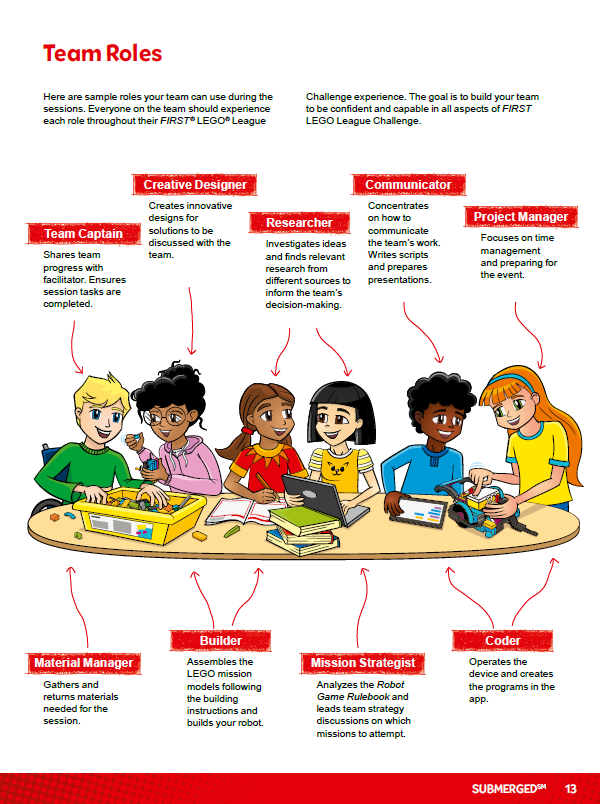 Team Roles
Here are sample roles your team can use during the
sessions. Everyone on the team should experience
each role throughout their FIRST® LEGO® League
Challenge experience. The goal is to build your team
to be confident and capable in all aspects of FIRST
LEGO League Challenge.
Team Captain
Shares team
progress with
facilitator. Ensures
session tasks are
completed.
Creative Designer
Creates innovative
designs for
solutions to be
discussed with the
team.
Researcher
Investigates ideas
and finds relevant
research from
different sources to
inform the team's
decision-making.
Communicator
Concentrates
on how to
communicate
the team's work.
Writes scripts
and prepares
presentations.
Project Manager
Focuses on time
management
and preparing for
the event.
Material Manager
Gathers and
returns materials
needed for the
session.
Builder
Assembles the
LEGO mission
models following
the building
instructions and
builds your robot.
Mission Strategist
Analyzes the Robot
Game Rulebook and
leads team strategy
discussions on which
missions to attempt.
Coder
Operates the
device and creates
the programs in the
app.
SUBMERGED℠ 13